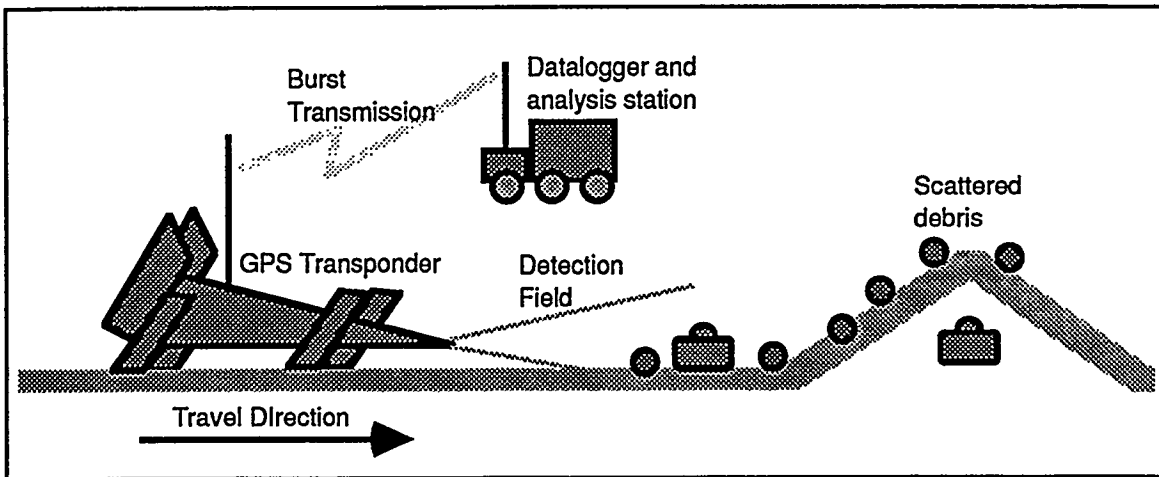 Burst
Transmission
Datalogger and
analysis station
Scattered
debris
GPS Transponder
Detection
Field
Travel DIrection